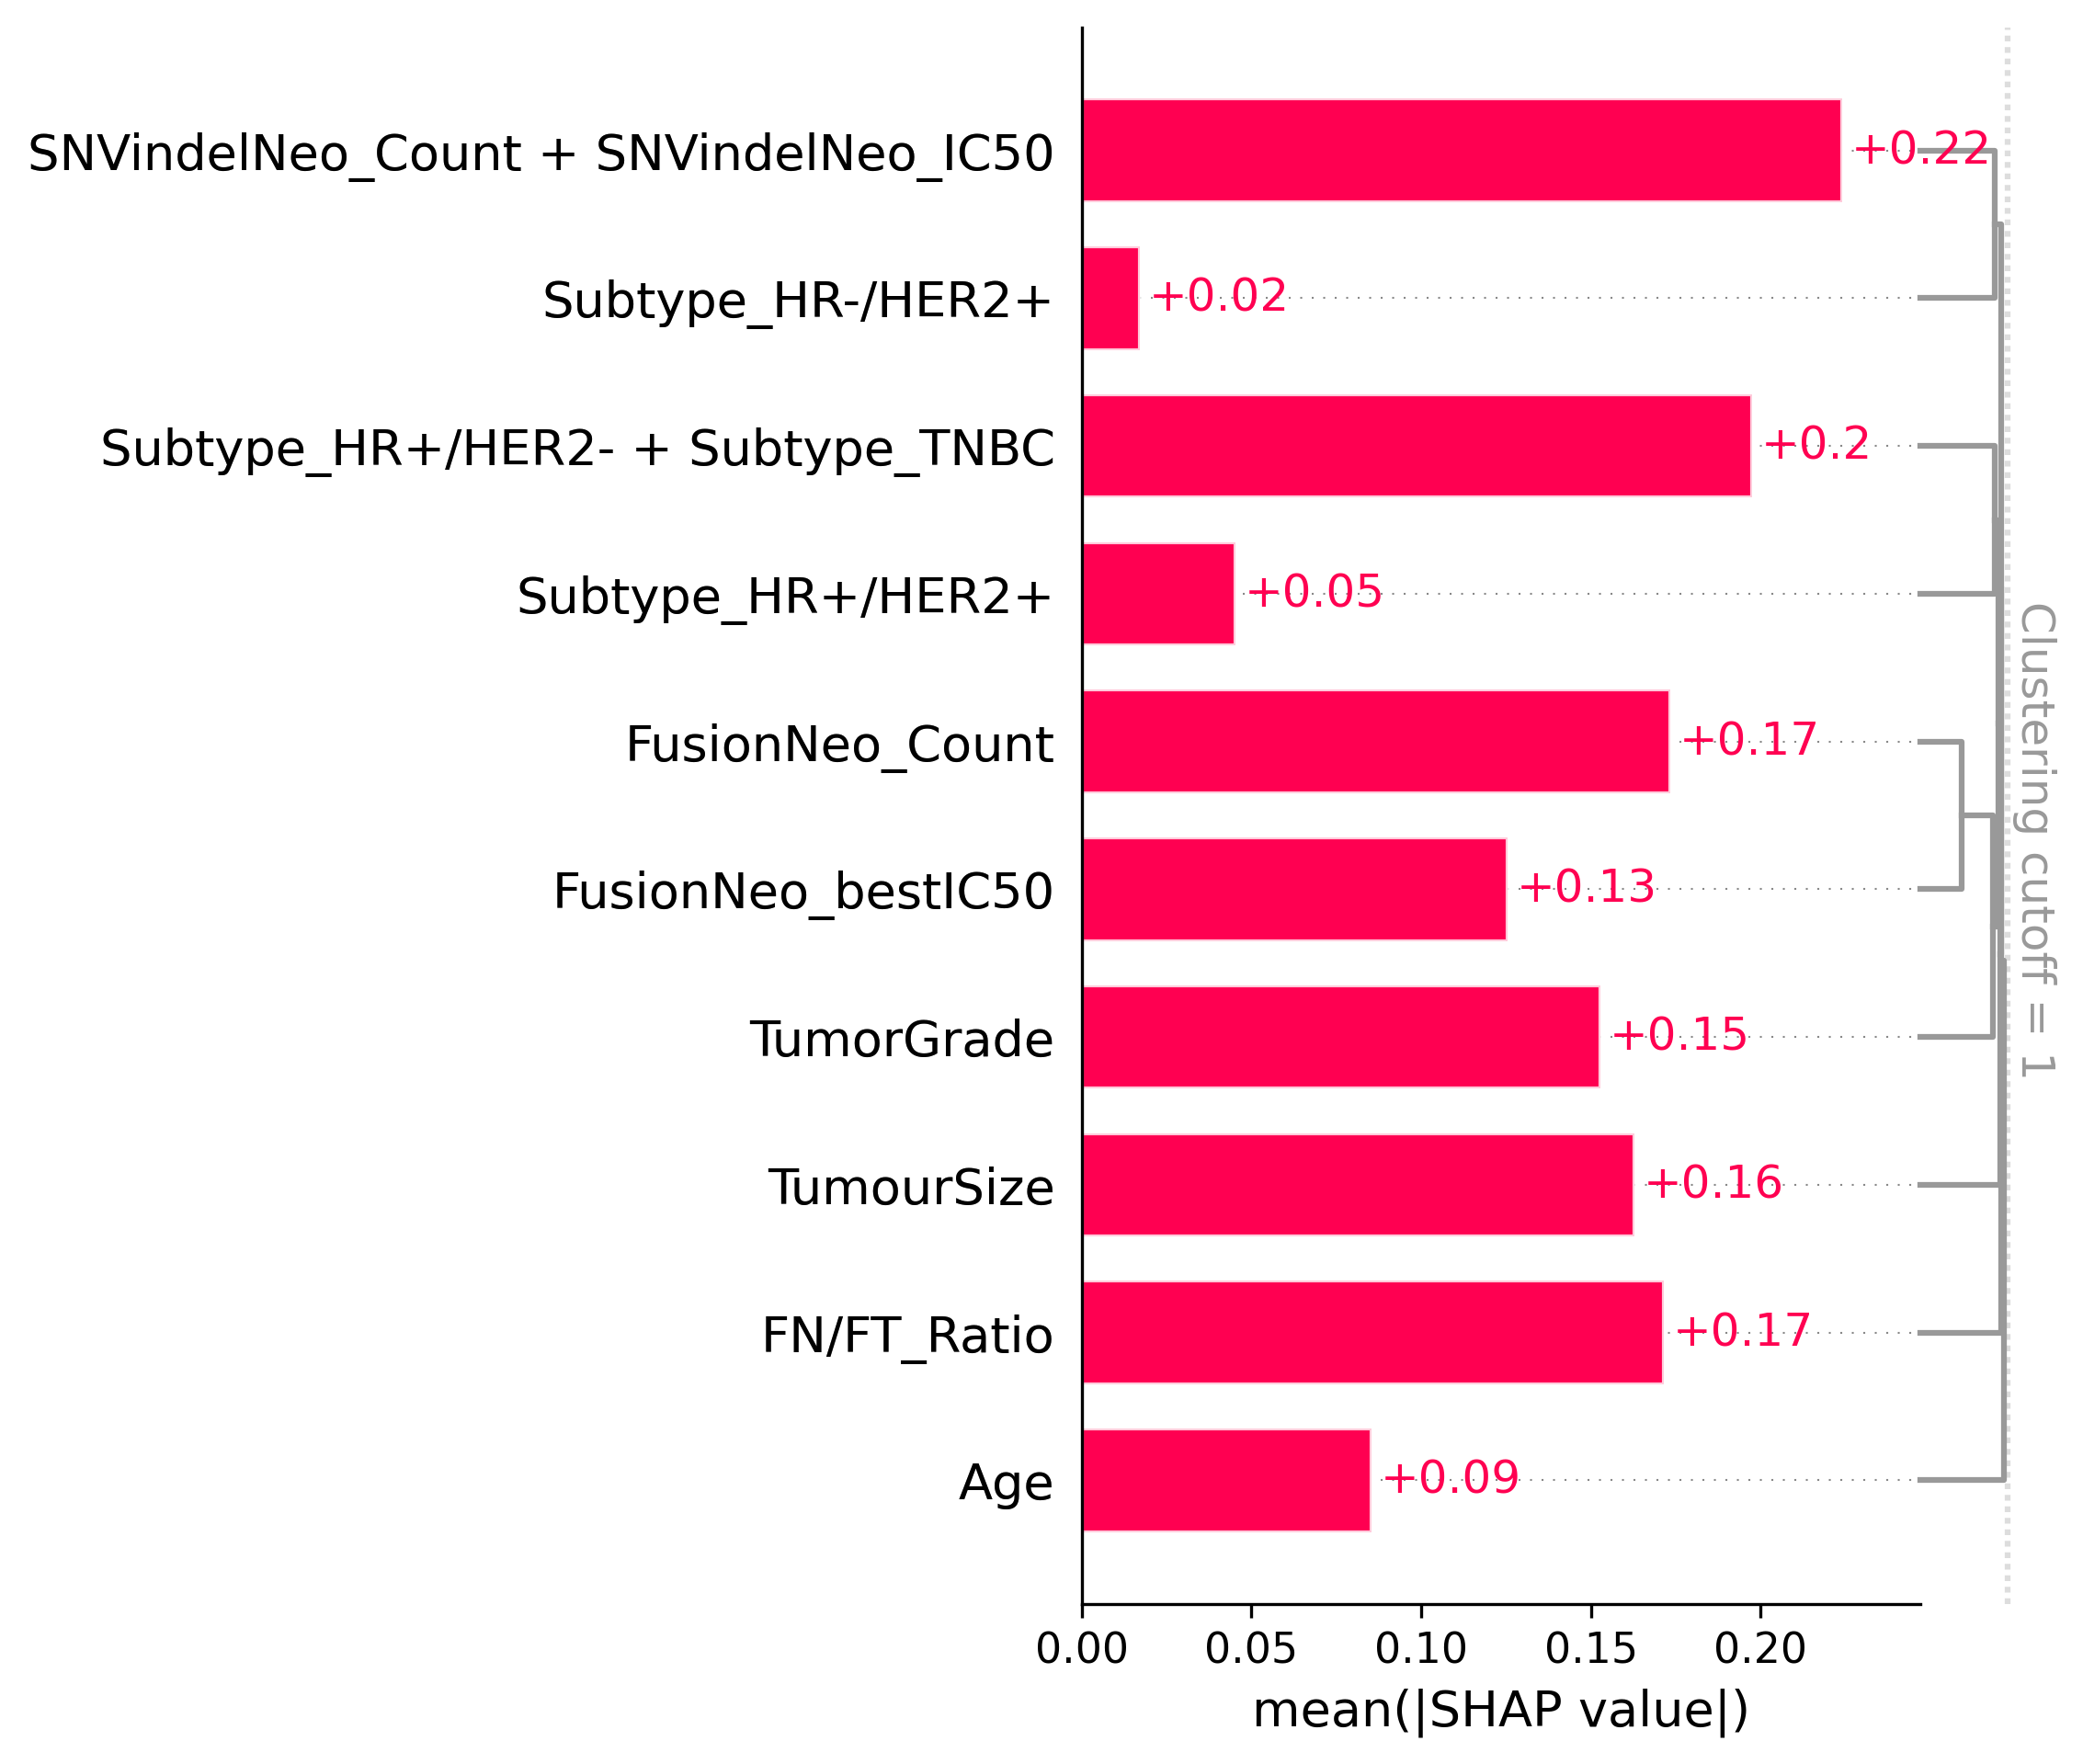 SNVindelNeo_Count + SNVindelNeo_IC50 +0.22
Subtype_HR-/HER2+ +0.02
Subtype_HR+/HER2- + Subtype_TNBC +0.2
Subtype_HR+/HER2+ +0.05
FusionNeo_Count +0.17
FusionNeo_bestIC50 +0.13
TumorGrade +0.15
TumourSize +0.16
FN/FT_Ratio +0.17
Age +0.09
Clustering cutoff = 1
0.00 0.05 0.10 0.15 0.20
mean(|SHAP value|)